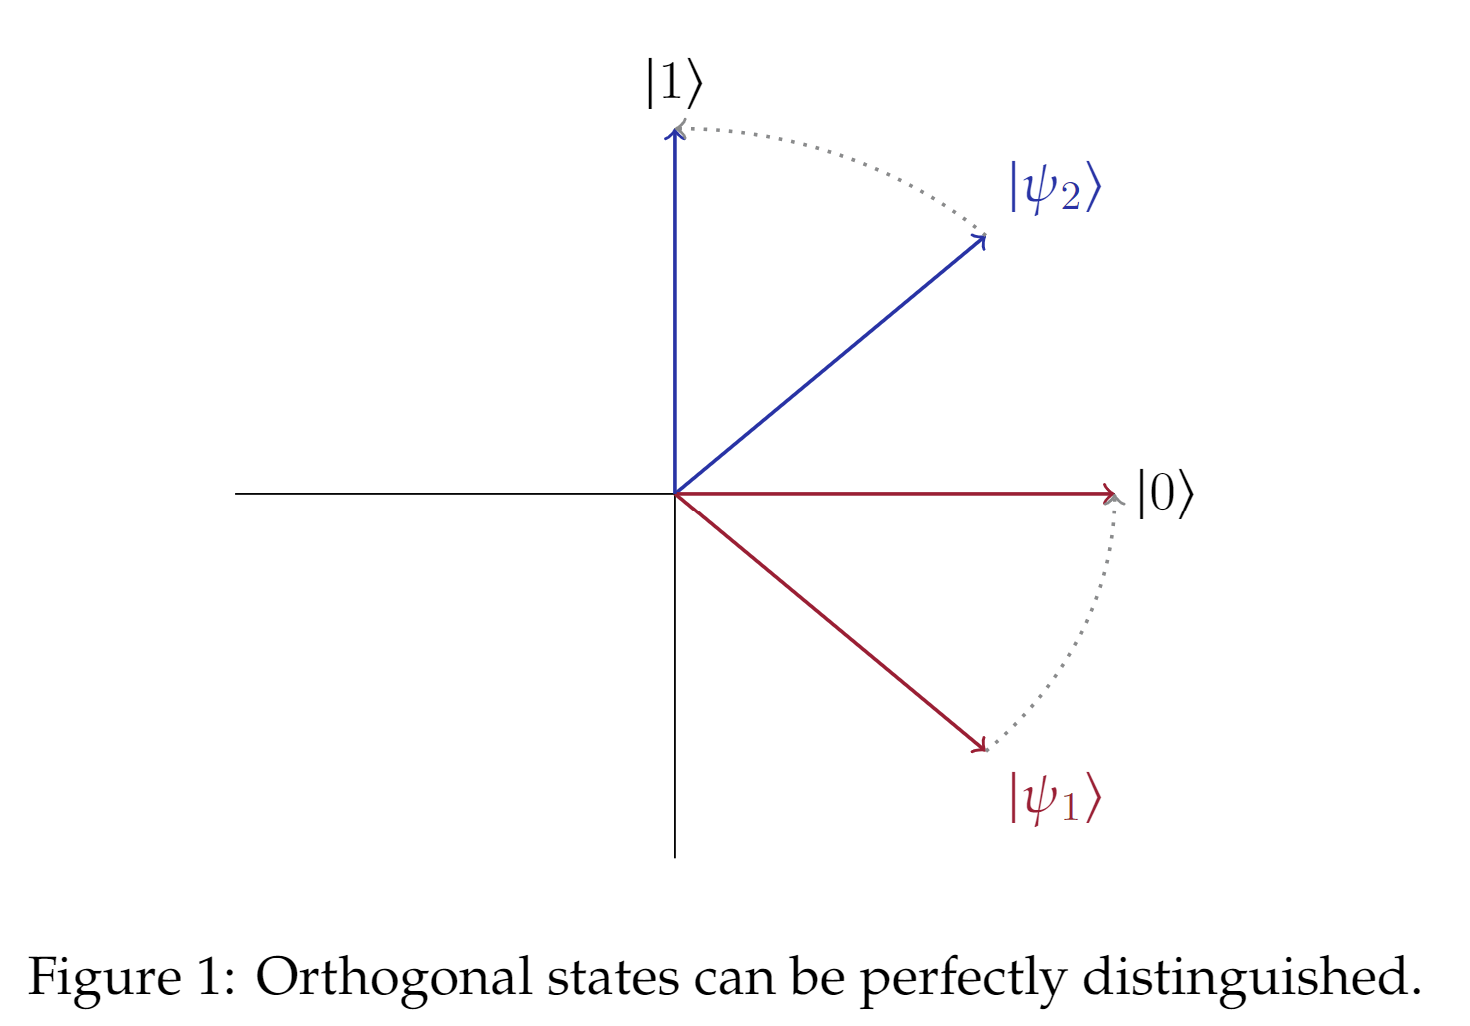 |1⟩
|ψ₂⟩
|0⟩
|ψ₁⟩
Figure 1: Orthogonal states can be perfectly distinguished.